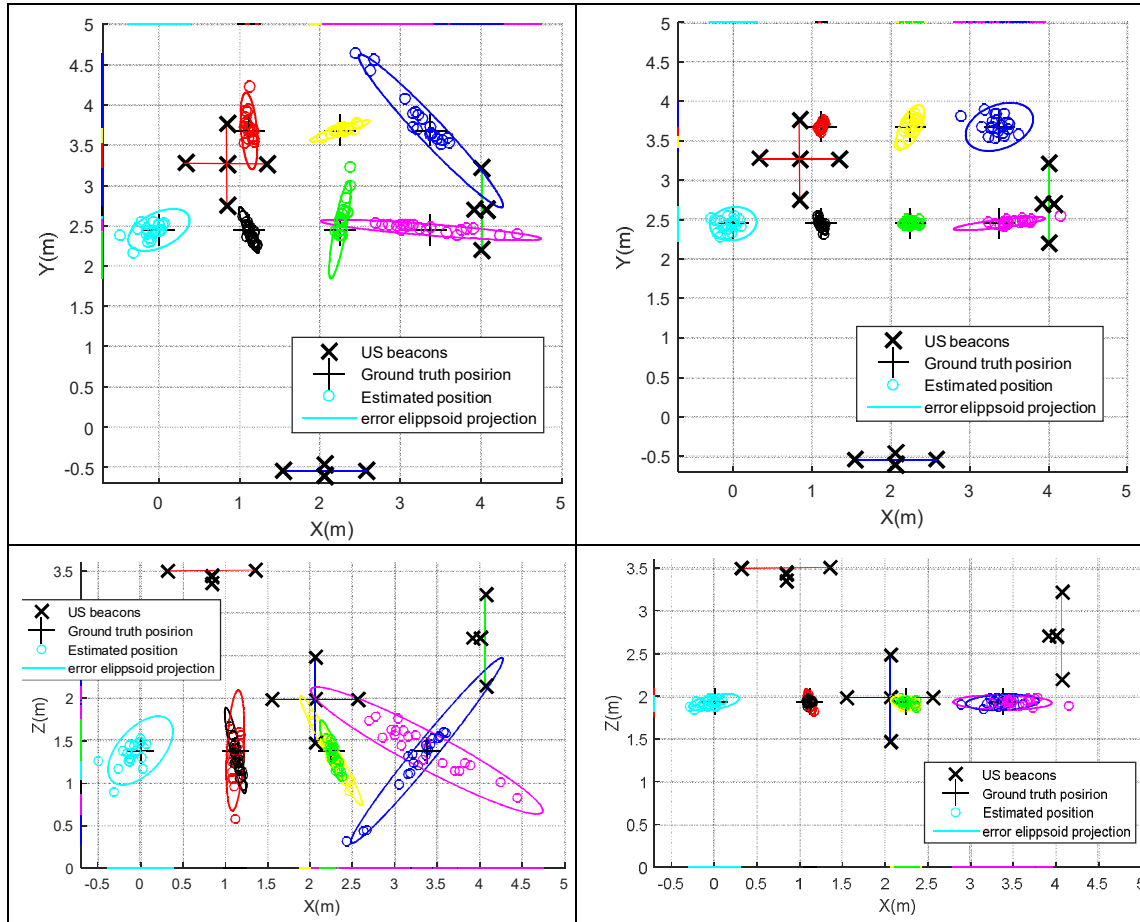 5
4.5
4
3.5
3
2.5
2
1.5
1
0.5
0
-0.5
Y(m)
US beacons
Ground truth posirion
Estimated position
error elippsoid projection
0 1 2 3 4 5
X(m)
5
4.5
4
3.5
3
2.5
2
1.5
1
0.5
0
-0.5
Y(m)
US beacons
Ground truth posirion
Estimated position
error elippsoid projection
0 1 2 3 4 5
X(m)
3.5
2
1.5
1
0.5
0
Z(m)
US beacons
Ground truth posirion
Estimated position
error elippsoid projection
-0.5 0 0.5 1 1.5 2 2.5 3 3.5 4 4.5 5
X(m)
3.5
3
2.5
2
1.5
1
0.5
0
Z(m)
US beacons
Ground truth posirion
Estimated position
error elippsoid projection
-0.5 0 0.5 1 1.5 2 2.5 3 3.5 4 4.5 5
X(m)